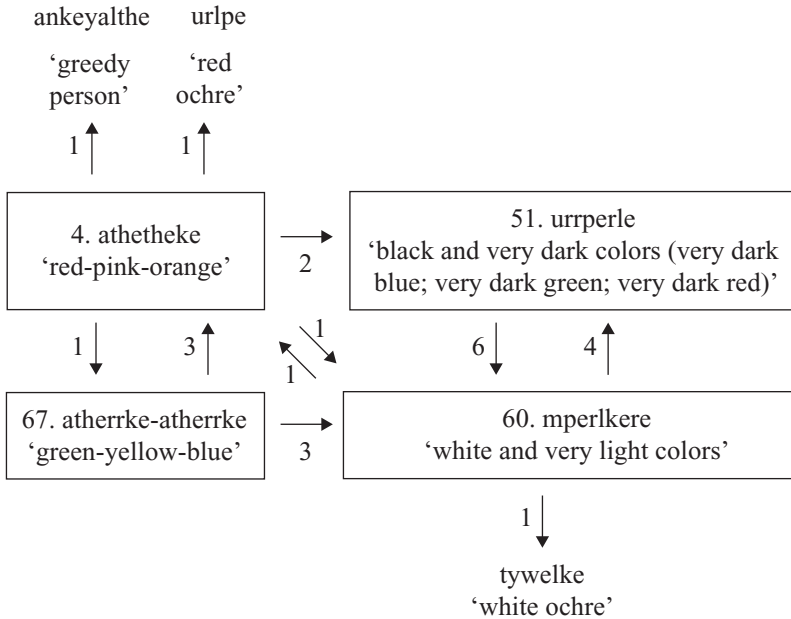 ankeyalthe urlpe
‘greedy ‘red
person’ ochre’
1 1
4. athetheke
‘red-pink-orange’
2
51. urrperle
‘black and very dark colors (very dark
blue; very dark green; very dark red)’
1 3 1 1 6 4
67. atherrke-atherrke
‘green-yellow-blue’
3
60. mperlkere
‘white and very light colors’
1
tywelke
‘white ochre’